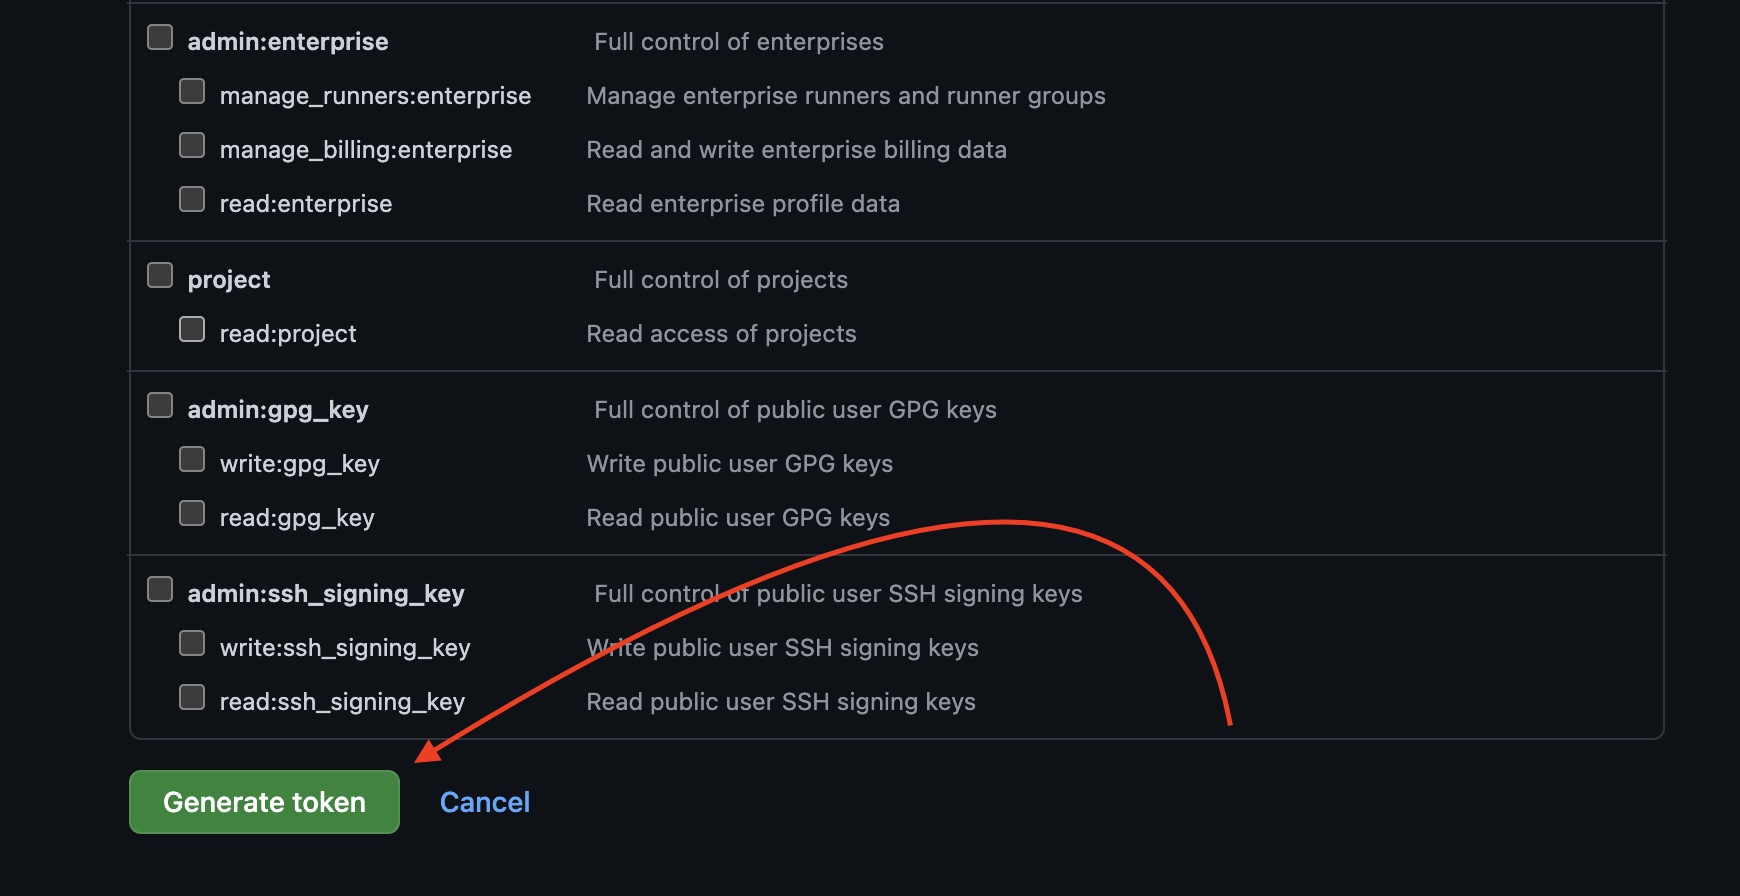 admin:enterprise Full control of enterprises
manage_runners:enterprise Manage enterprise runners and runner groups
manage_billing:enterprise Read and write enterprise billing data
read:enterprise Read enterprise profile data
project Full control of projects
read:project Read access of projects
admin:gpg_key Full control of public user GPG keys
write:gpg_key Write public user GPG keys
read:gpg_key Read public user GPG keys
admin:ssh_signing_key Full control of public user SSH signing keys
write:ssh_signing_key Write public user SSH signing keys
read:ssh_signing_key Read public user SSH signing keys
Generate token Cancel